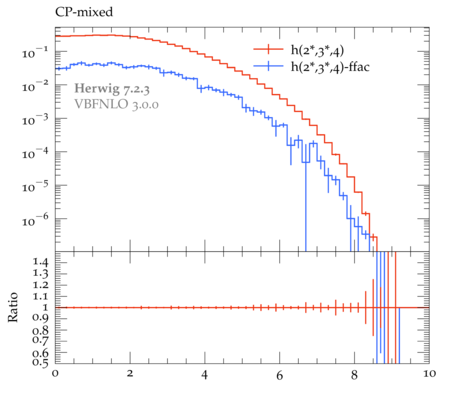 CP-mixed
10−1
h(2*,3*,4)
10−2
h(2*,3*,4)-ffac
Herwig 7.2.3
10−3
VBFNLO 3.0.0
10−4
10−5
10−6
1.4
1.3
1.2
1.1
1
0.9
0.8
0.7
0.6
0.5
Ratio
0 2 4 6 8 10